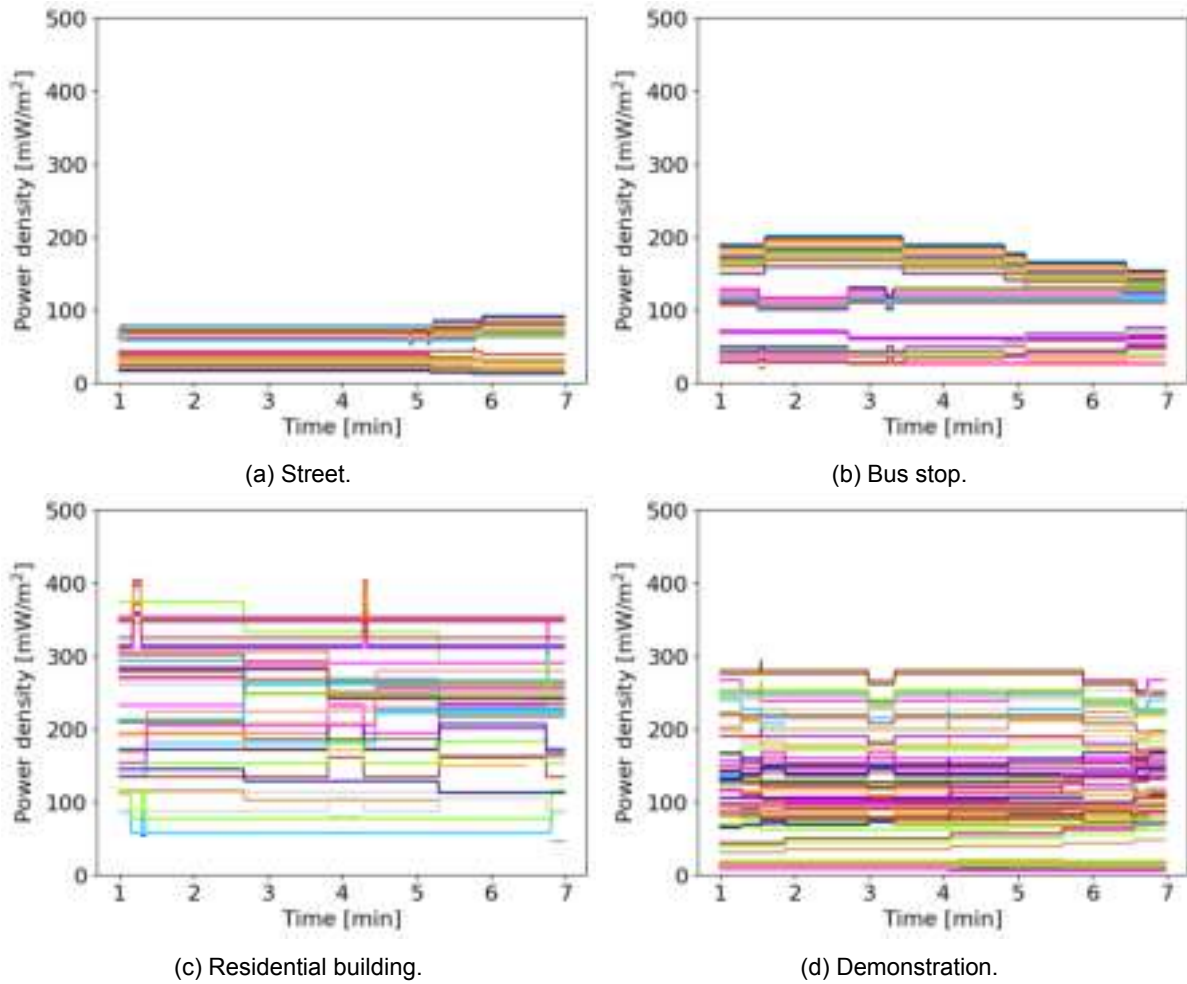 500
400
300
200
100
0
Power density [mW/m²]
1 2 3 4 5 6 7
Time [min]
(a) Street.
500
400
300
200
100
0
Power density [mW/m²]
1 2 3 4 5 6 7
Time [min]
(b) Bus stop.
500
400
300
200
100
0
Power density [mW/m²]
1 2 3 4 5 6 7
Time [min]
(c) Residential building.
500
400
300
200
100
0
Power density [mW/m²]
1 2 3 4 5 6 7
Time [min]
(d) Demonstration.